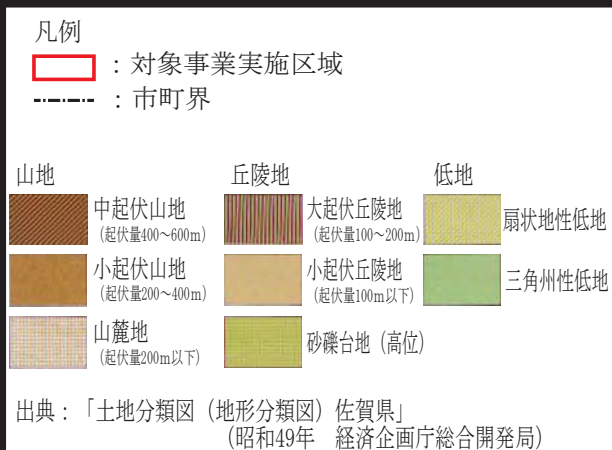 凡例
：対象事業実施区域
：市町界
山地
丘陵地
低地
中起伏山地
(起伏量400～600m)
大起伏丘陵地
(起伏量100～200m)
扇状地性低地
小起伏山地
(起伏量200～400m)
小起伏丘陵地
(起伏量100m以下)
三角州性低地
山麓地
(起伏量200m以下)
砂礫台地（高位）
出典：「土地分類図（地形分類図）佐賀県」
（昭和49年　経済企画庁総合開発局）